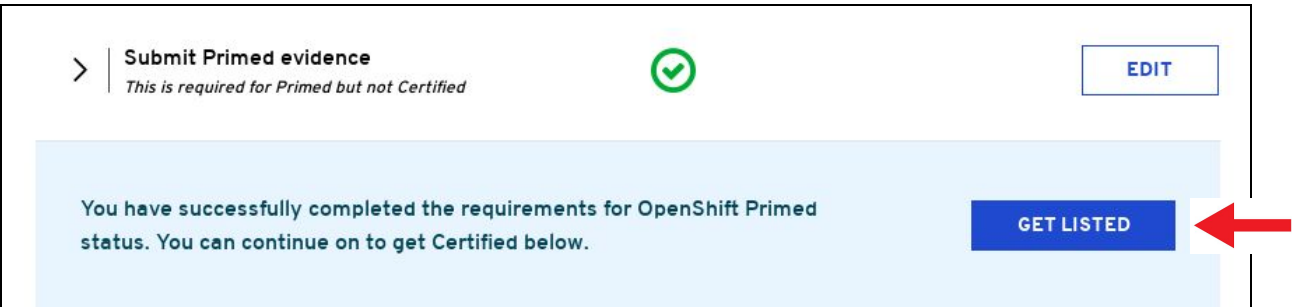 Submit Primed evidence
This is required for Primed but not Certified
EDIT
You have successfully completed the requirements for OpenShift Primed
status. You can continue on to get Certified below.
GET LISTED